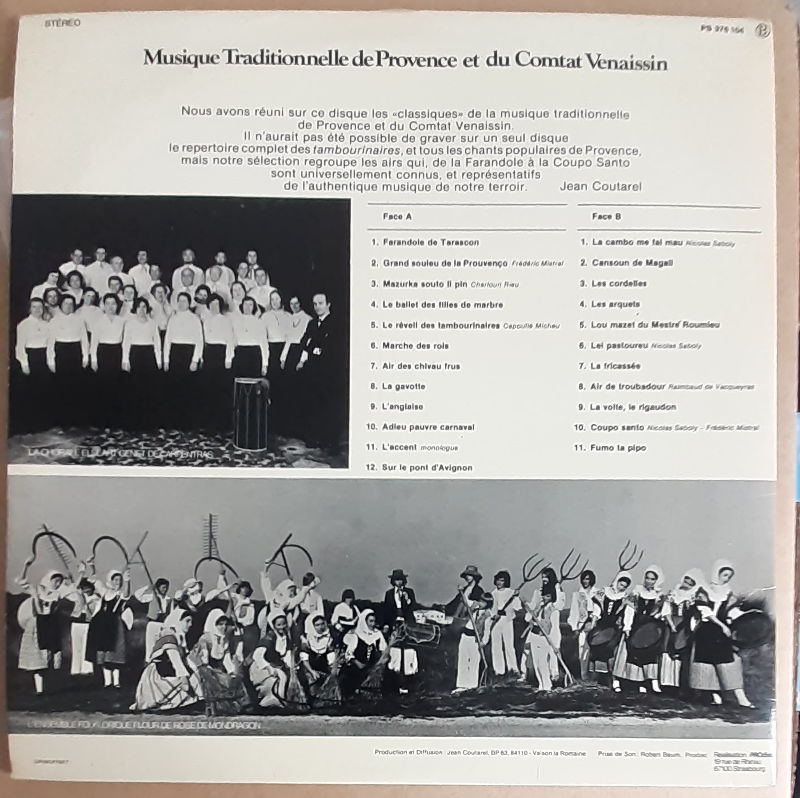 STÉRÉO
Musique Traditionnelle de Provence et du Comtat Venaissin
Nous avons réuni sur ce disque les «classiques» de la musique traditionnelle
de Provence et du Comtat Venaissin.
Il n'aurait pas été possible de graver sur un seul disque
le repertoire complet des tambourinaires, et tous les chants populaires de Provence,
mais notre sélection regroupe les airs qui, de la Farandole à la Coupo Santo
sont universellement connus, et représentatifs
de l'authentique musique de notre terroir. Jean Coutarel
Face A
1. Farandole de Tarascon
2. Grand souleu de la Prouvenço Frédéric Mistral
3. Mazurka souto li pin Charloun Rieu
4. Le ballet des filles de marbre
5. Le réveil des tambourinaires Capoulie Micheu
6. Marche des rois
7. Air des chivau frus
8. La gavotte
9. L'anglaise
10. Adieu pauvre carnaval
11. L'accent monologue
12. Sur le pont d'Avignon
Face B
1. La cambo me fai mau Nicolas Saboly
2. Cansoun de Magali
3. Les cordelles
4. Les arquets
5. Lou mazet du Mestre Roumieu
6. Lei pastoureu Nicolas Saboly
7. La fricassée
8. Air de troubadour Raimbaud de Vacqueyras
9. La volte, le rigaudon
10. Coupo santo Nicolas Saboly - Frédéric Mistral
11. Fumo ta pipo
LA CHORALE ELZEART GENET DE CARPENTRAS
L'ENSEMBLE FOLKLORIQUE FLOUR DE ROSE DE MONDRAGON
Production et Diffusion : Jean Coutarel, BP 63, 84110 - Vaison la Romaine Prise de Son : Robert Baum, Prodisc
Réalisation PRODISC
67100 Strasbourg